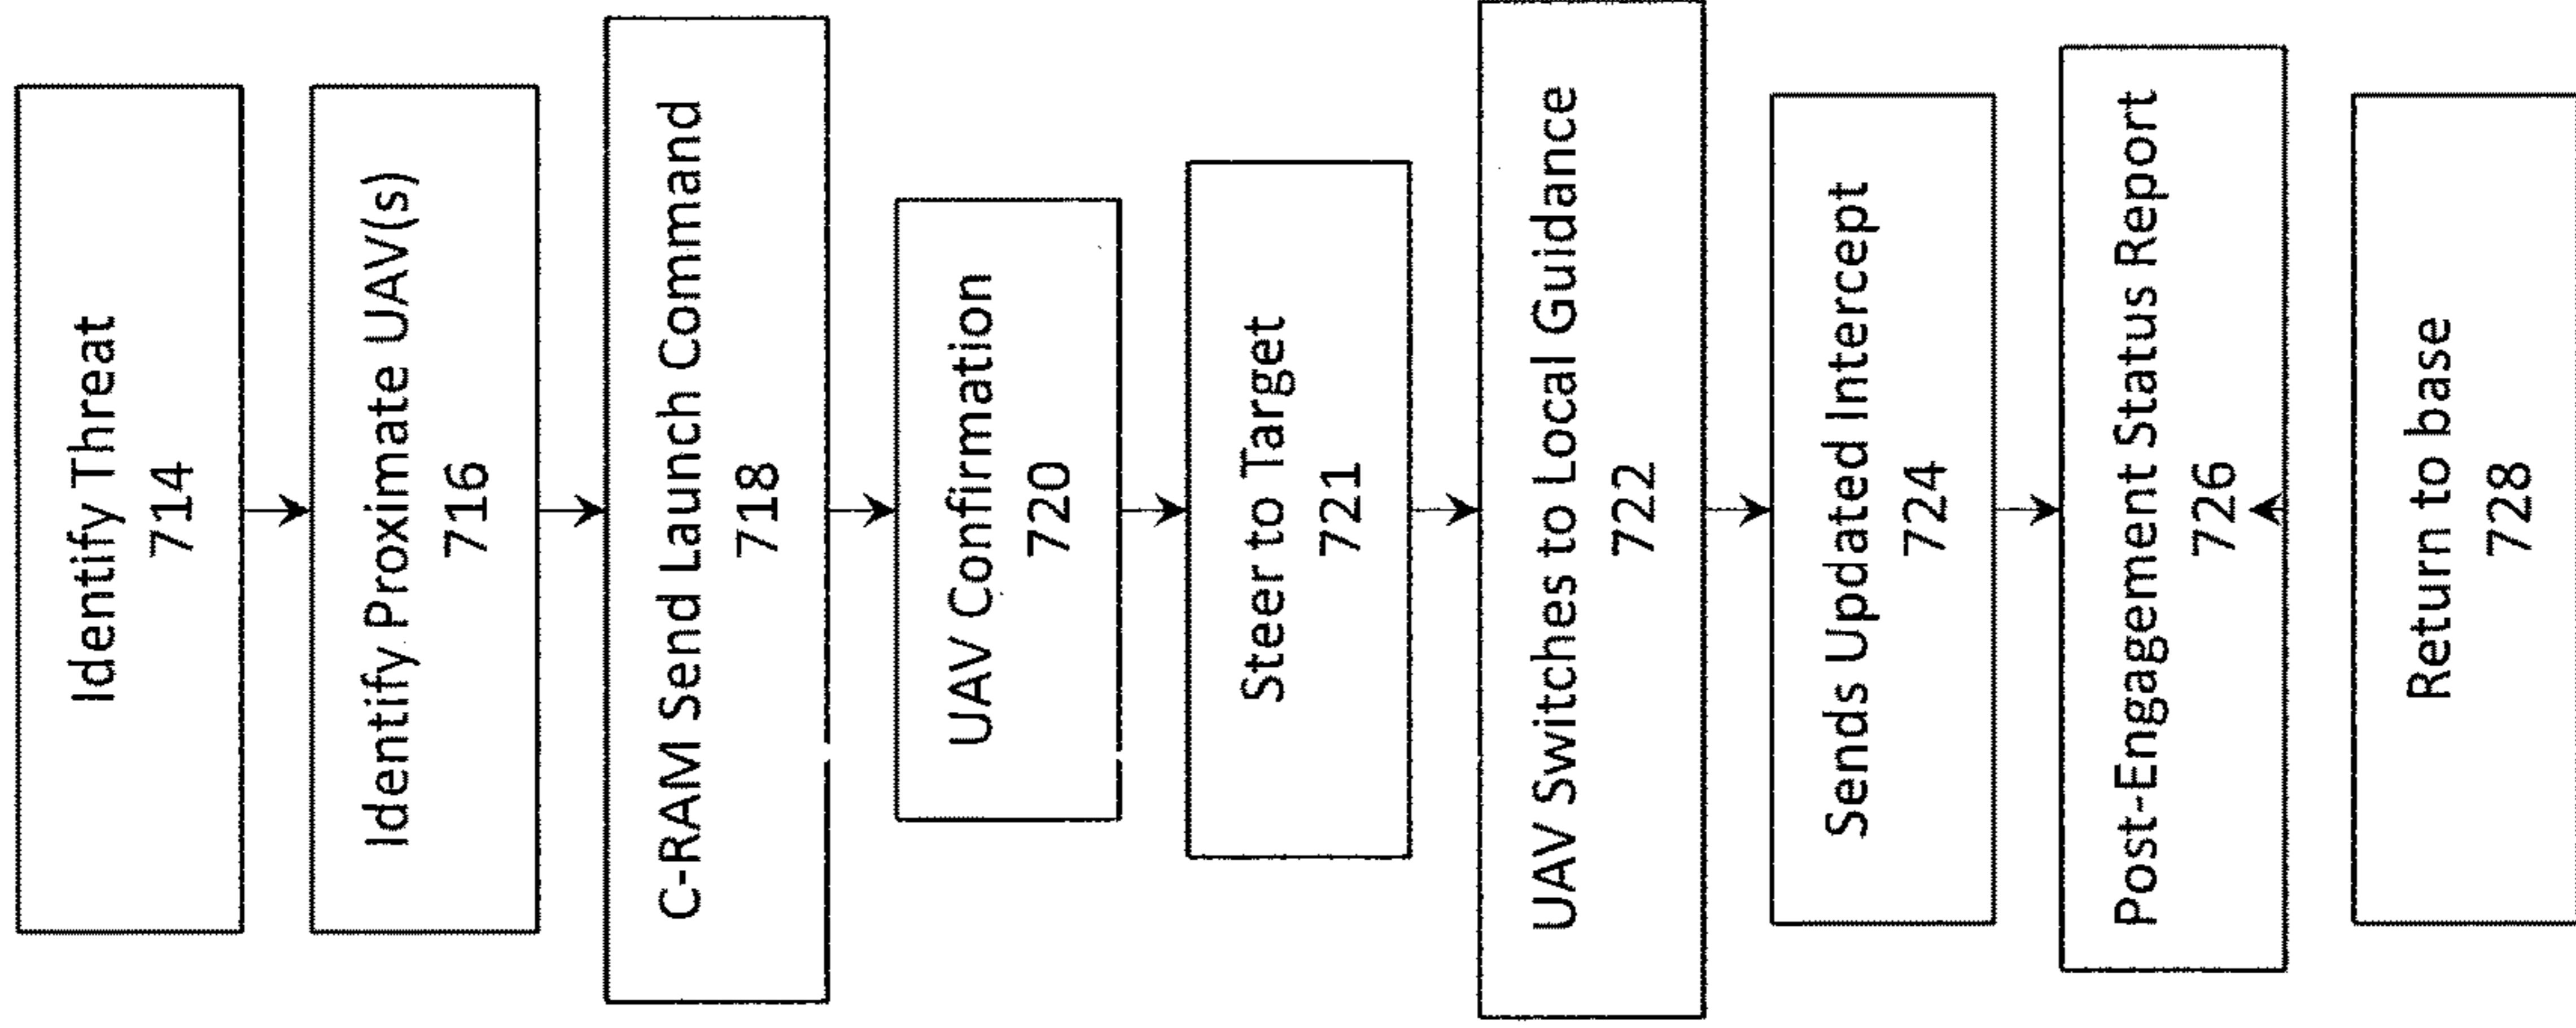 Identify Threat
714
Identify Proximate UAV(s)
716
C-RAM Send Launch Command
718
UAV Confirmation
720
Steer to Target
721
UAV Switches to Local Guidance
722
Sends Updated Intercept
724
Post-Engagement Status Report
726
Return to base
728